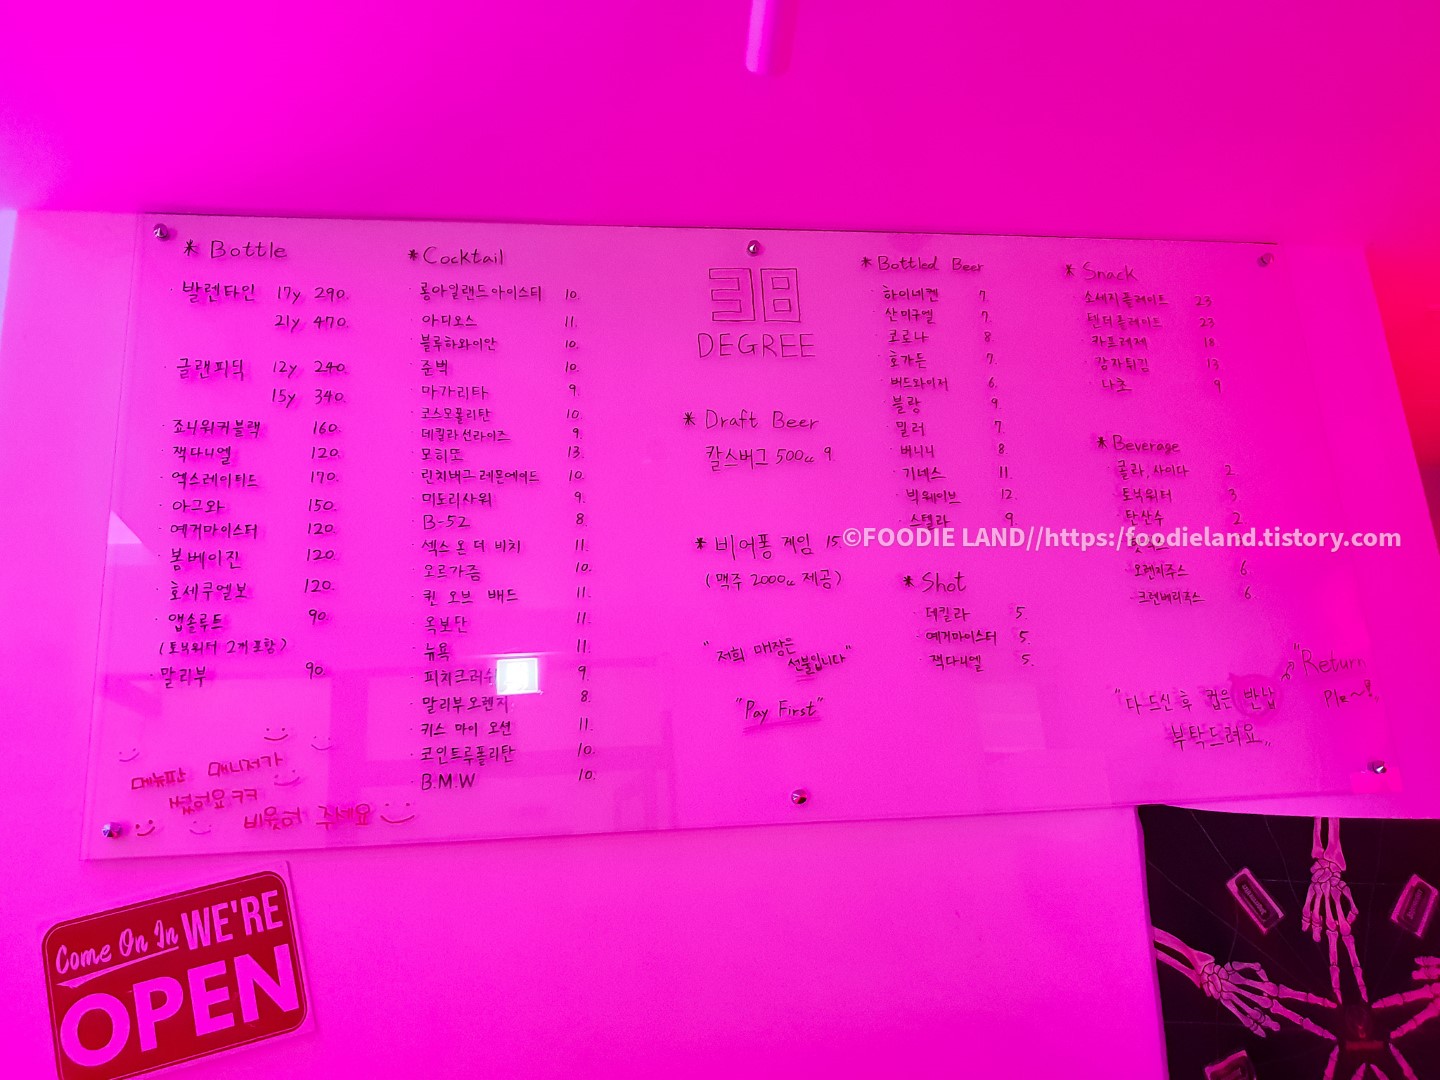 * Bottle
· 발렌타인 17y 290.
21y 470.
· 글랜피딕 12y 240.
15y 340.
· 죠니워커블랙 160.
· 잭다니엘 120.
· 엑스레이티드 170.
· 아그와 150.
· 예거마이스터 120.
· 봄베이진 120.
· 호세쿠엘보 120.
· 앱솔루트 90.
(토닉워터 2개 포함)
· 말리부 90.
메뉴판 매니저가
썼어요 ㅋㅋ
비웃어 주세요
* Cocktail
· 롱아일랜드아이스티 10.
· 아디오스 11.
· 블루하와이안 10.
· 준벅 10.
· 마가리타 9.
· 코스모폴리탄 10.
· 데킬라선라이즈 9.
· 모히또 13.
· 린치버그레몬에이드 10.
· 미도리사워 9.
· B-52 8.
· 섹스 온 더 비치 11.
· 오르가즘 10.
· 퀸 오브 배드 11.
· 옥보단 11.
· 뉴욕 11.
· 피치크러쉬 9.
· 말리부오렌지 8.
· 키스 마이 오션 11.
· 코인트루폴리탄 10.
· B.M.W 10.
38
DEGREE
* Draft Beer
칼스버그 500cc 9.
* 비어퐁 게임 15.
(맥주 2000cc 제공)
"저희 매장은
선불입니다"
"Pay First"
* Bottled Beer
· 하이네켄 7.
· 산미구엘 7.
· 코로나 8.
· 호가든 7.
· 버드와이저 6.
· 블랑 9.
· 밀러 7.
· 버니니 8.
· 기네스 11.
· 빅웨이브 12.
· 스텔라 9.
* Shot
· 데킬라 5.
· 예거마이스터 5.
· 잭다니엘 5.
* Snack
· 소세지플레이트 23
· 텐더플레이트 23
· 카프레제 18
· 감자튀김 13
· 나쵸 9
* Beverage
· 콜라, 사이다 2
· 토닉워터 3
· 탄산수 2
· 오렌지주스 6
· 크렌베리쥬스 6
"다 드신 후 컵은 반납
부탁드려요"
"Return
©FOODIE LAND//https:/foodieland.tistory.com
Come On In WE'RE
OPEN